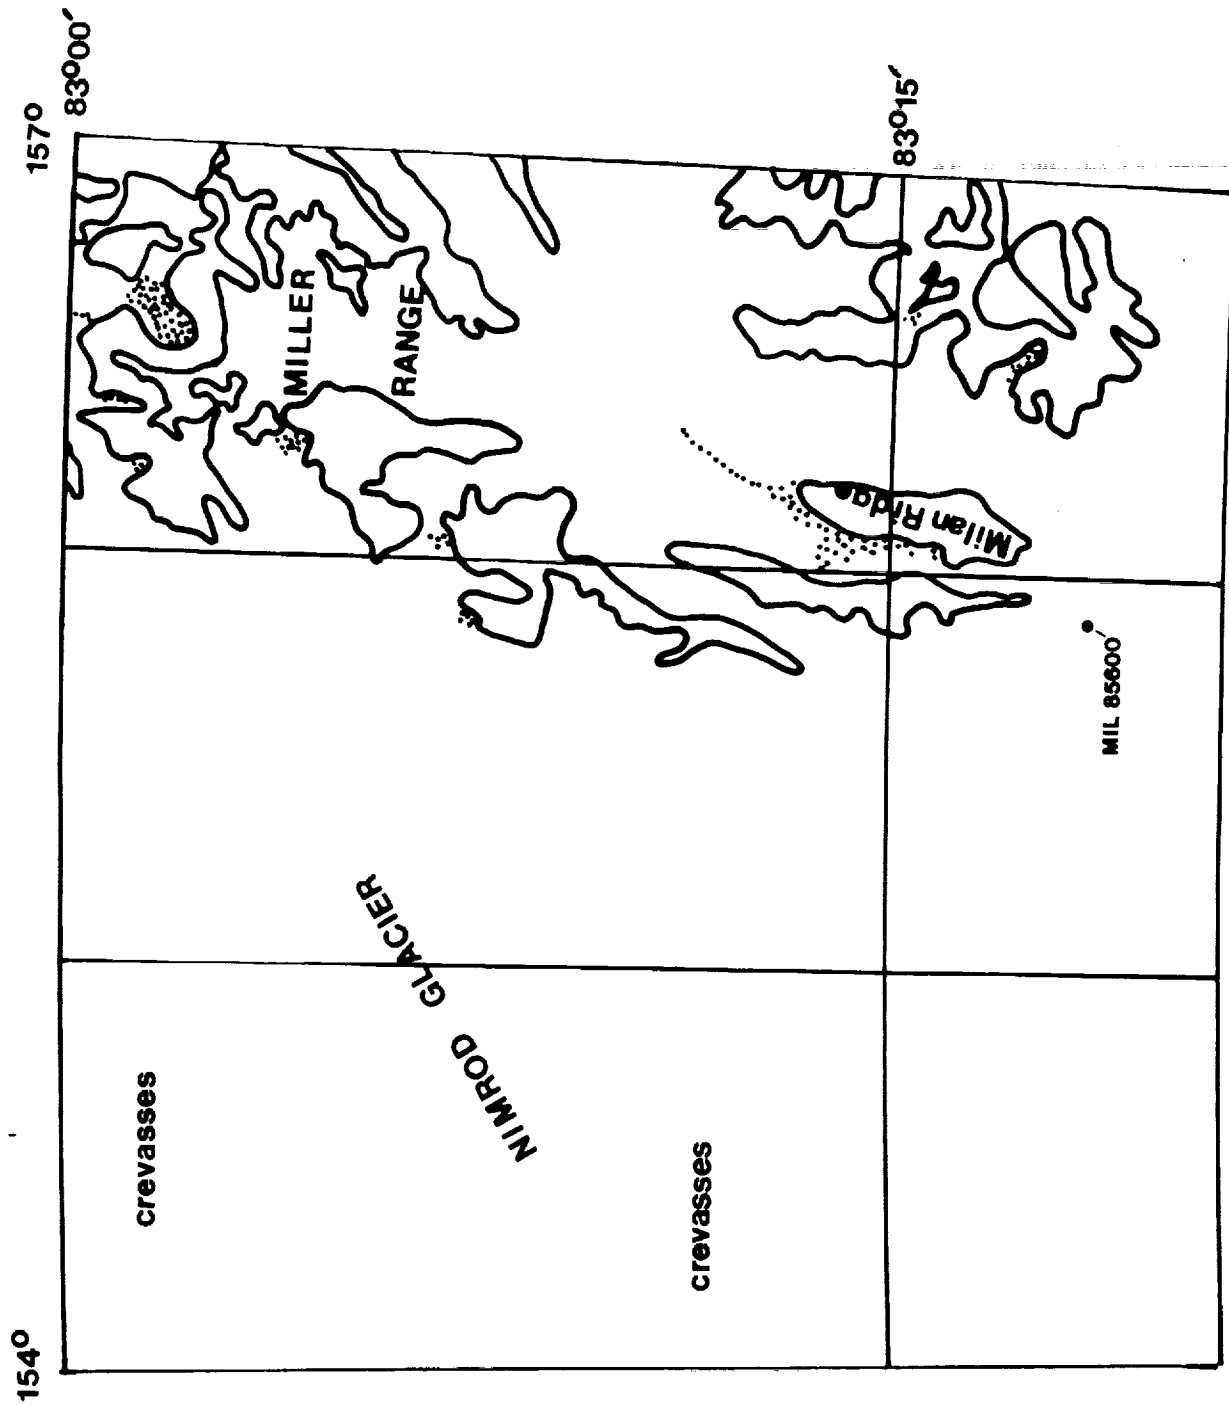 154°
157°
83°00′
83°15′
MILLER
RANGE
Milan Ridge
MIL 85600
NIMROD GLACIER
crevasses
crevasses